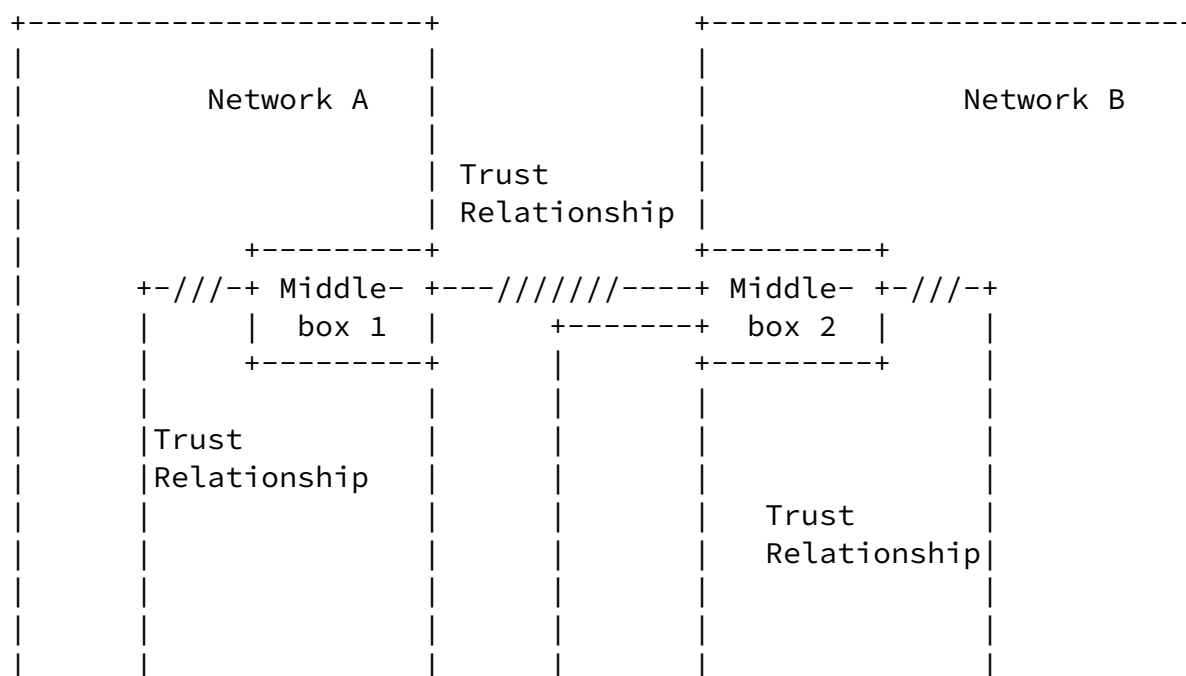 Network A Network B
Trust
Relationship
Middle- Middle-
box 1 box 2
Trust
Relationship
Trust
Relationship